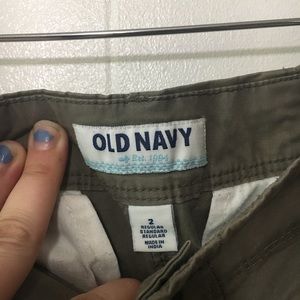 OLD NAVY
Est. 1994
2
REGULAR
STANDARD
REGULAR
MADE IN
INDIA